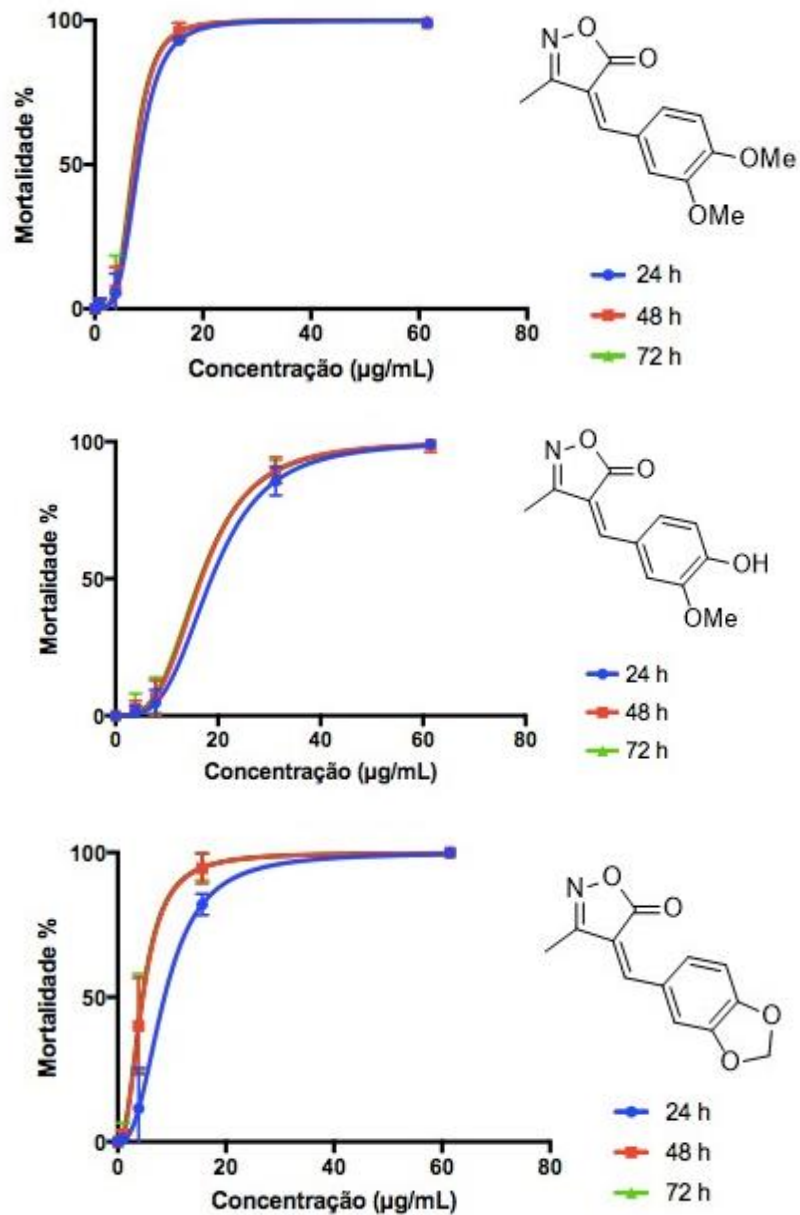 Mortalidade %
100
50
0
0 20 40 60 80
Concentração (µg/mL)
N O
O
OMe
OMe
24 h
48 h
72 h
Mortalidade %
100
50
0
0 20 40 60 80
Concentração (µg/mL)
N O
O
OH
OMe
24 h
48 h
72 h
Mortalidade %
100
50
0
0 20 40 60 80
Concentração (µg/mL)
N O
O
O
O
24 h
48 h
72 h